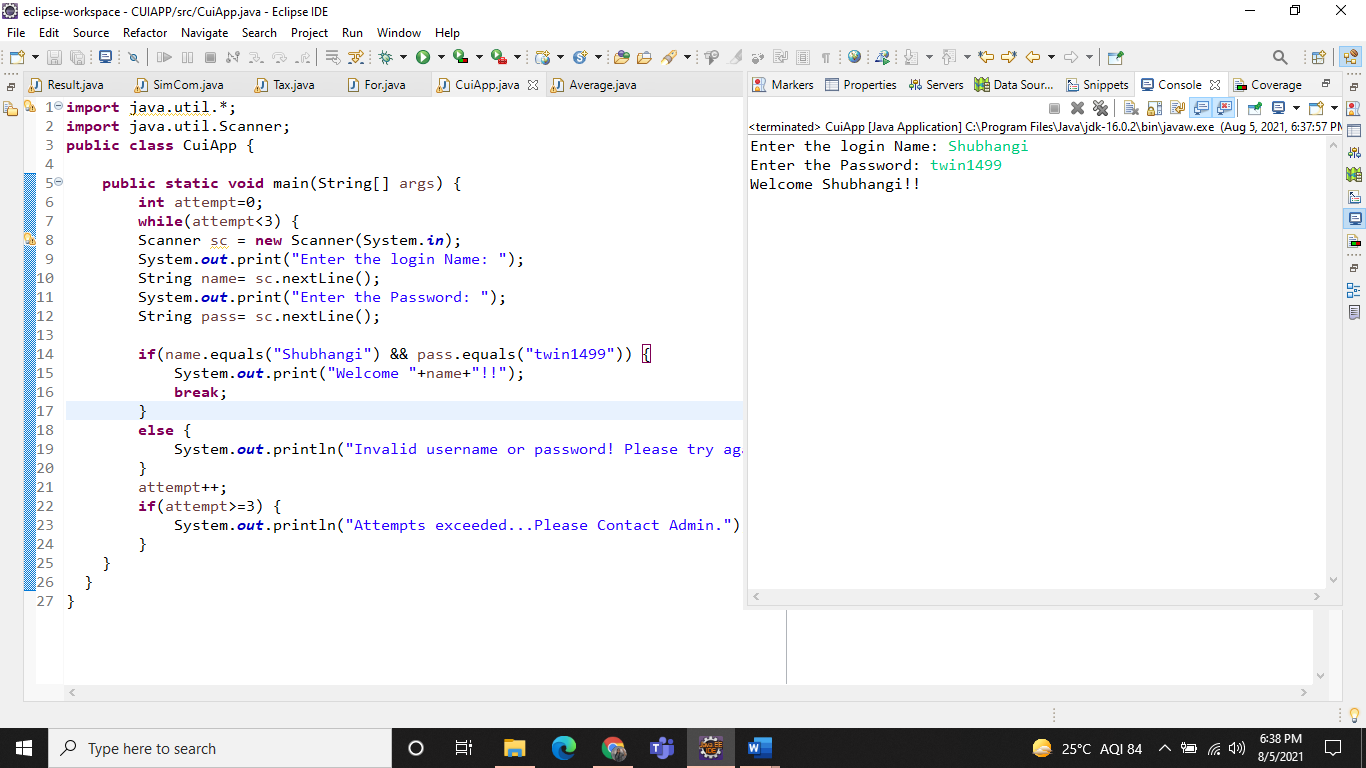 eclipse-workspace - CUIAPP/src/CuiApp.java - Eclipse IDE
File Edit Source Refactor Navigate Search Project Run Window Help
Result.java SimCom.java Tax.java For.java CuiApp.java Average.java
1 import java.util.*;
2 import java.util.Scanner;
3 public class CuiApp {
4
5 public static void main(String[] args) {
6 int attempt=0;
7 while(attempt<3) {
8 Scanner sc = new Scanner(System.in);
9 System.out.print("Enter the login Name: ");
10 String name= sc.nextLine();
11 System.out.print("Enter the Password: ");
12 String pass= sc.nextLine();
13
14 if(name.equals("Shubhangi") && pass.equals("twin1499")) {
15 System.out.print("Welcome "+name+"!!");
16 break;
17 }
18 else {
19 System.out.println("Invalid username or password! Please try aga
20 }
21 attempt++;
22 if(attempt>=3) {
23 System.out.println("Attempts exceeded...Please Contact Admin.")
24 }
25 }
26 }
27 }
Markers Properties Servers Data Sour... Snippets Console Coverage
<terminated> CuiApp [Java Application] C:\Program Files\Java\jdk-16.0.2\bin\javaw.exe (Aug 5, 2021, 6:37:57 PM
Enter the login Name: Shubhangi
Enter the Password: twin1499
Welcome Shubhangi!!
Type here to search
25°C AQI 84
6:38 PM
8/5/2021